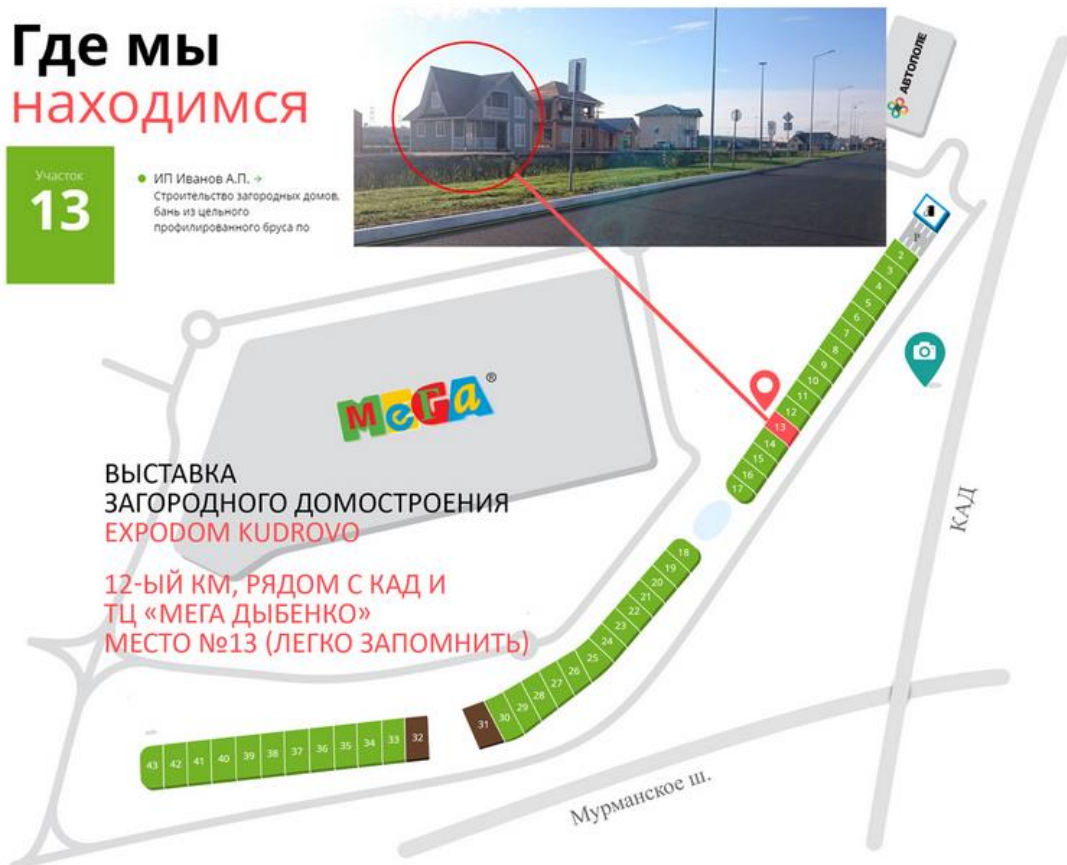 Где мы
находимся
Участок
13
ИП Иванов А.П. →
Строительство загородных домов,
бань из цельного
профилированного бруса по
АВТОПОЛЕ
P
2
3
4
5
6
7
8
9
10
11
12
13
14
15
16
17
МЕГА®
ВЫСТАВКА
ЗАГОРОДНОГО ДОМОСТРОЕНИЯ
EXPODOM KUDROVO
12-ЫЙ КМ, РЯДОМ С КАД И
ТЦ «МЕГА ДЫБЕНКО»
МЕСТО №13 (ЛЕГКО ЗАПОМНИТЬ)
КАД
18
19
20
21
22
23
24
25
26
27
28
29
30
31
32
33
34
35
36
37
38
39
40
41
42
43
Мурманское ш.